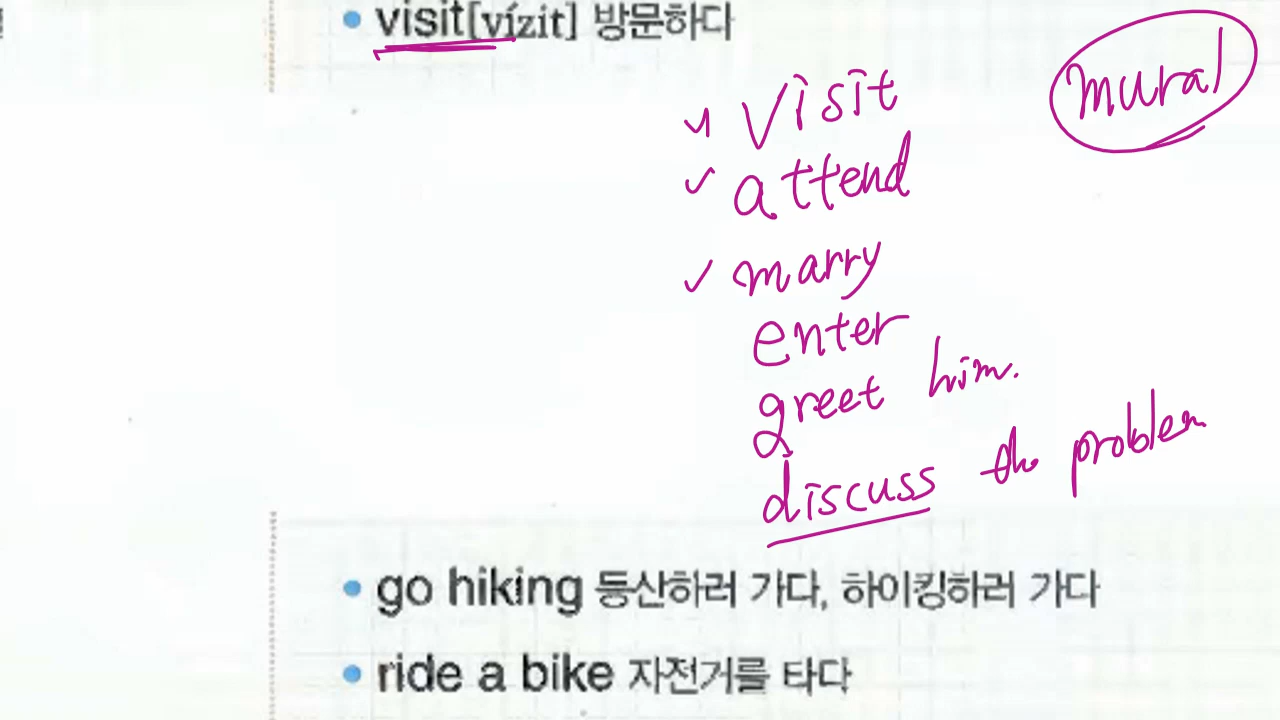 visit[vízit] 방문하다
mural
visit
attend
marry
enter
greet him.
discuss the problem
go hiking 등산하러 가다, 하이킹하러 가다
ride a bike 자전거를 타다